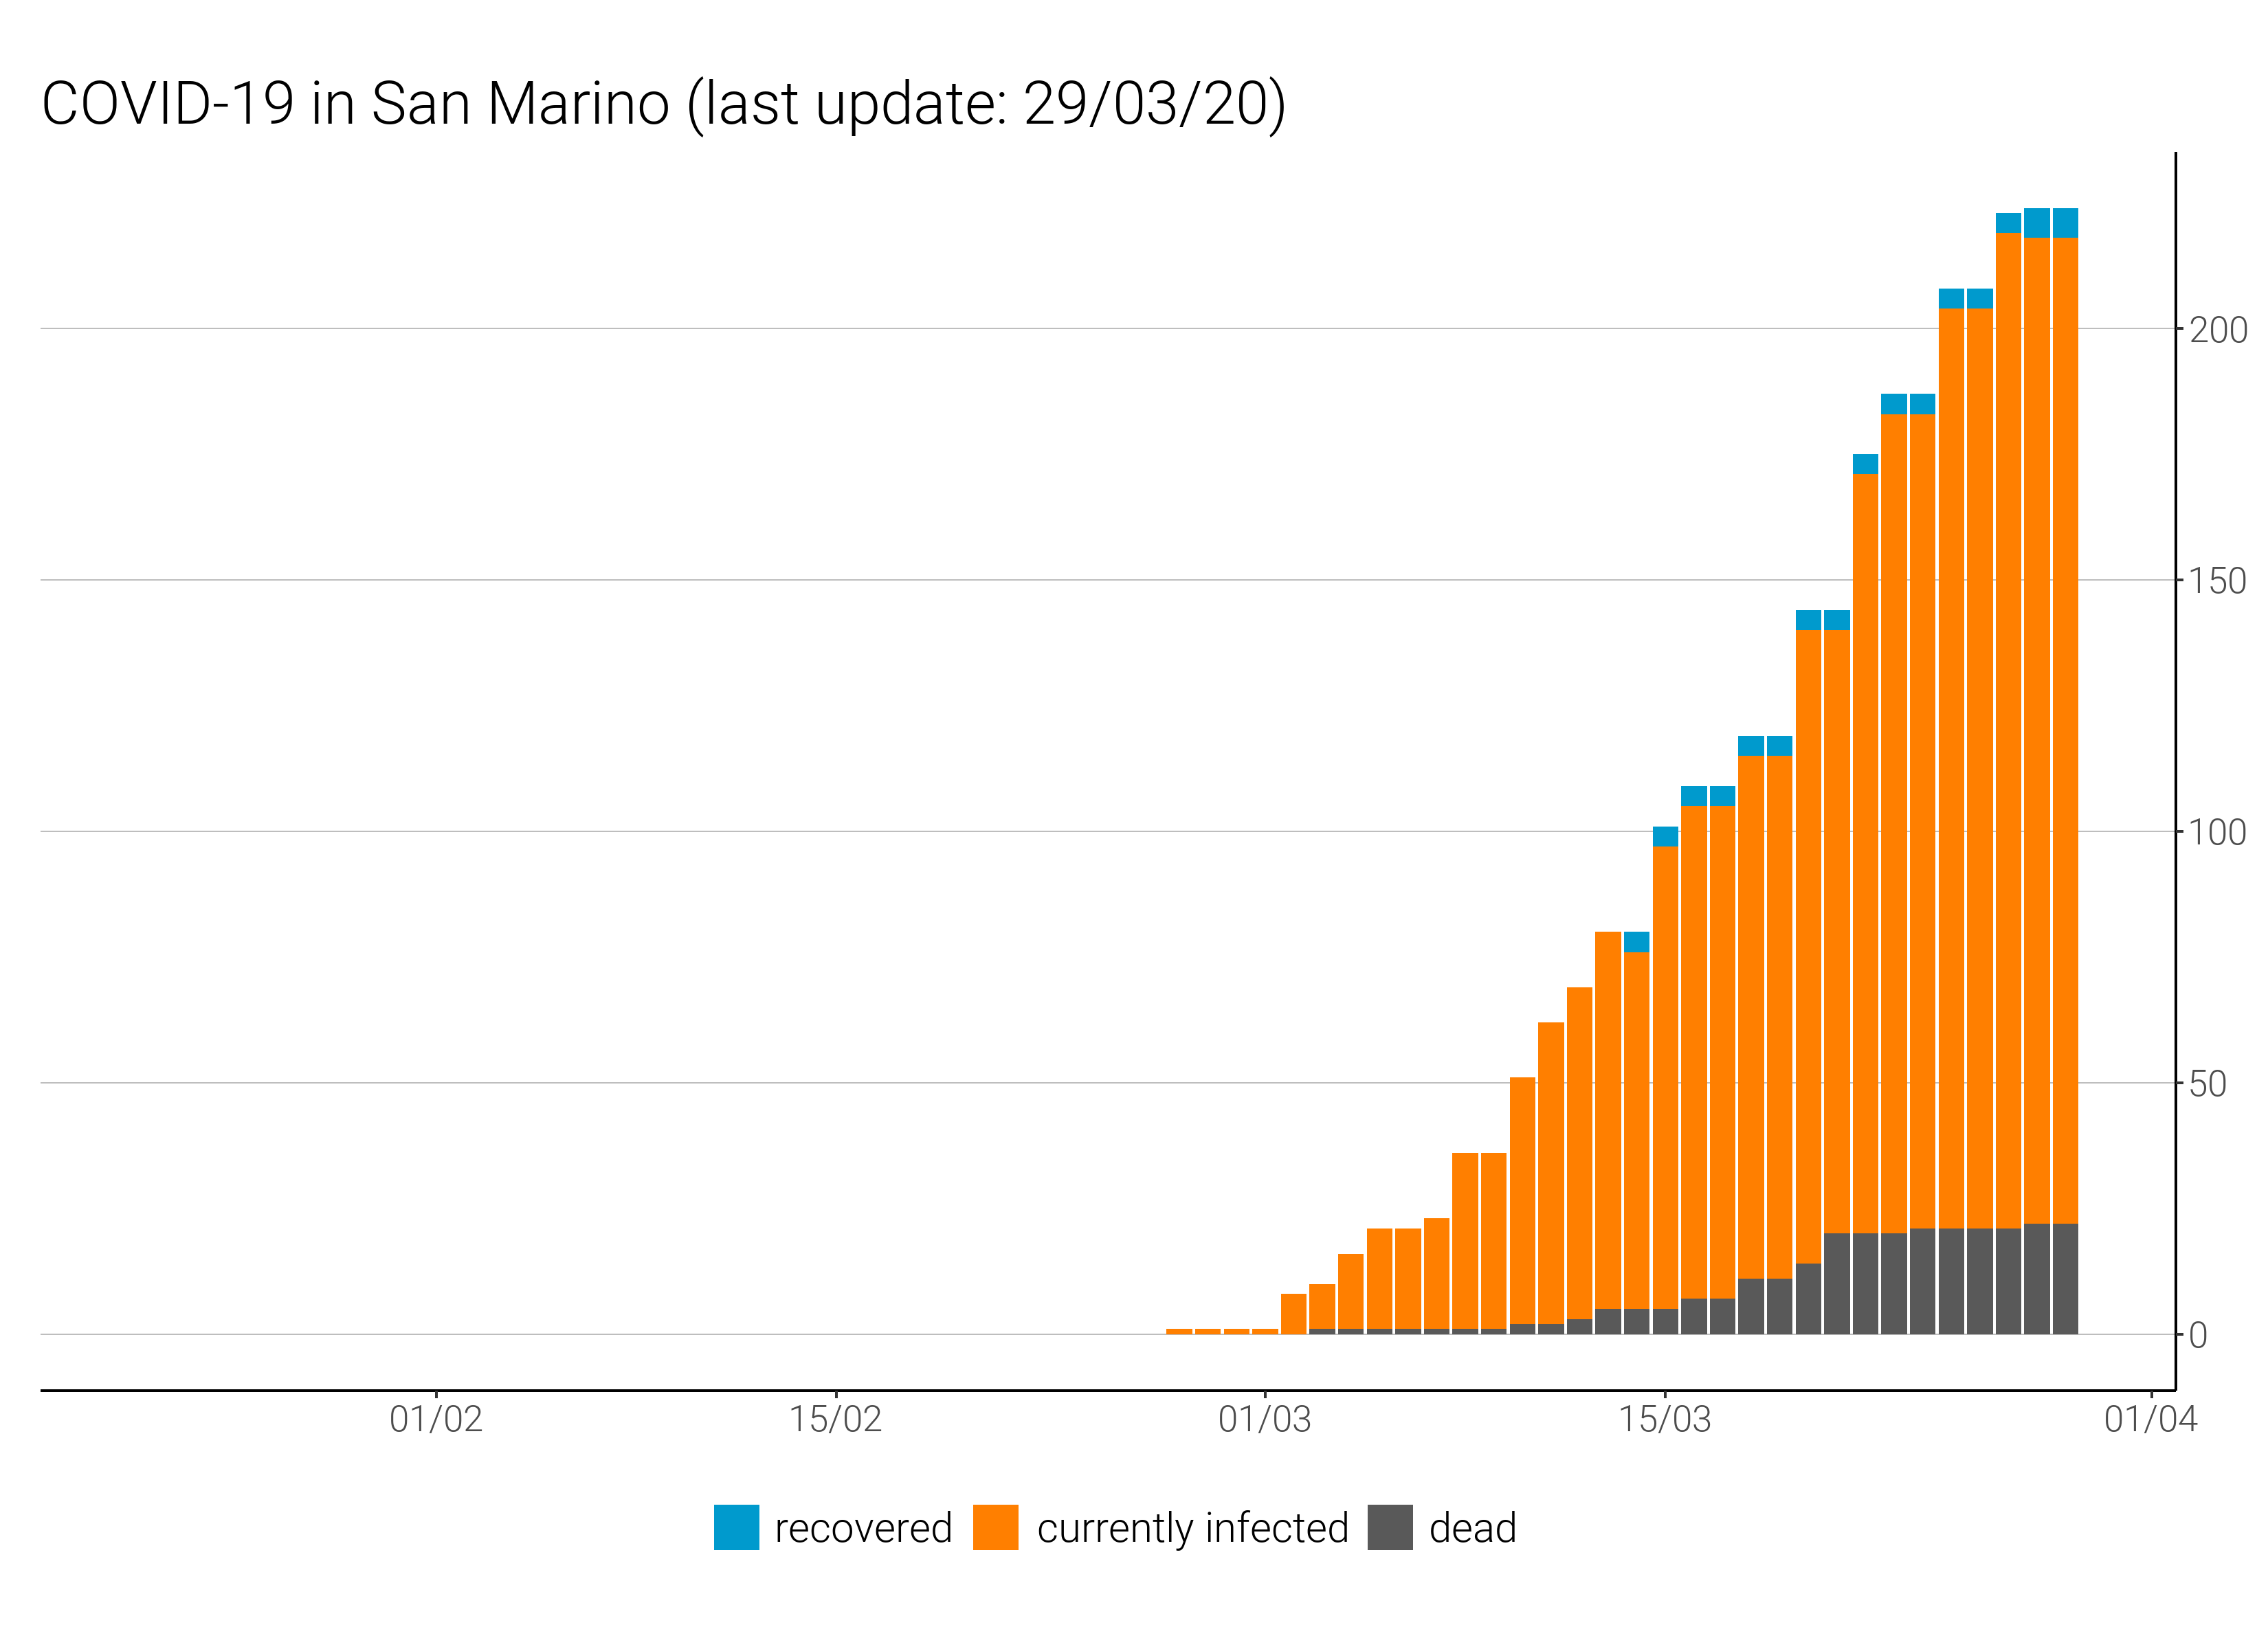 COVID-19 in San Marino (last update: 29/03/20)
200
150
100
50
0
01/02 15/02 01/03 15/03 01/04
recovered currently infected dead